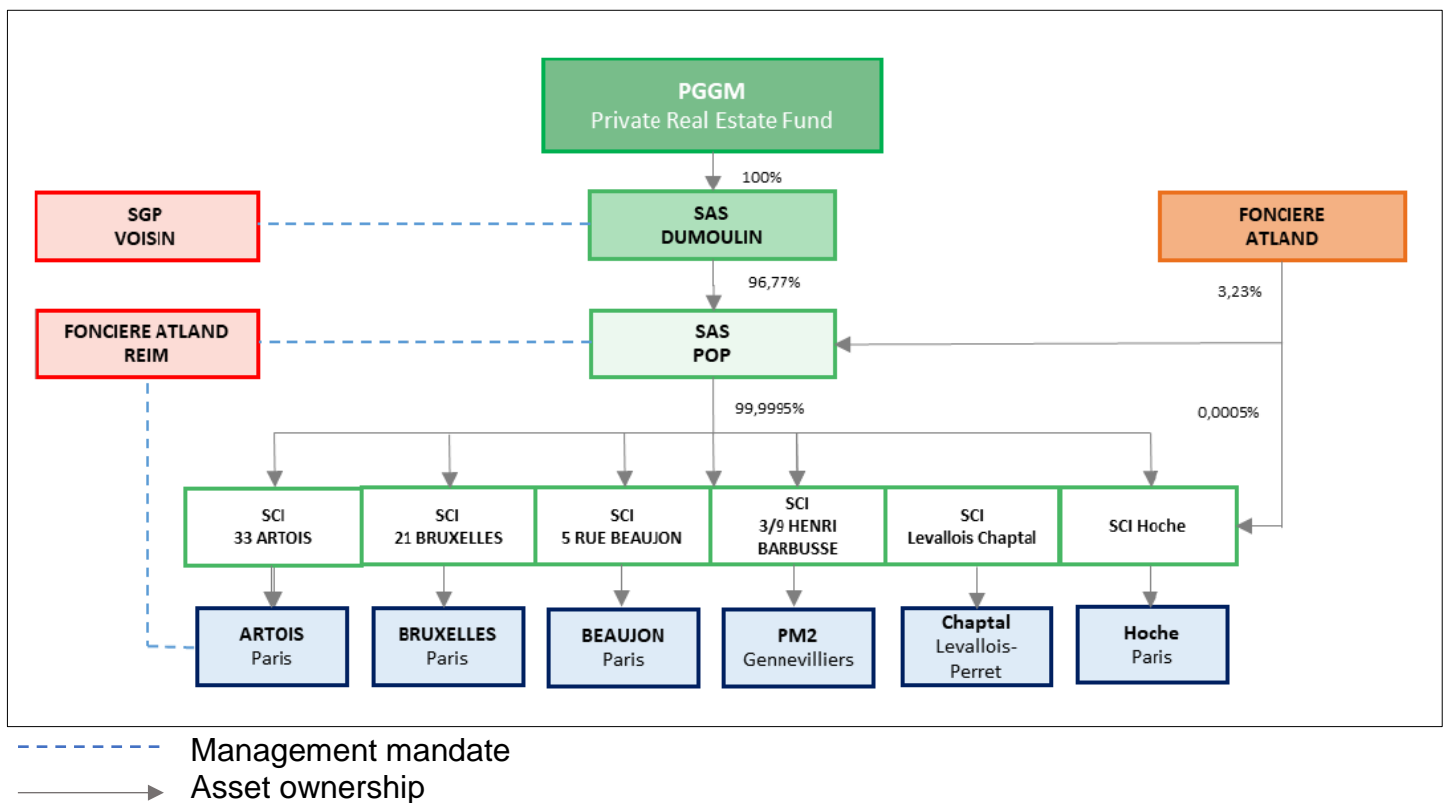 PGGM
Private Real Estate Fund
100%
SGP
VOISIN
SAS
DUMOULIN
FONCIERE
ATLAND
96,77%
3,23%
FONCIERE ATLAND
REIM
SAS
POP
99,9995%
0,0005%
SCI
33 ARTOIS
SCI
21 BRUXELLES
SCI
5 RUE BEAUJON
SCI
3/9 HENRI
BARBUSSE
SCI
Levallois Chaptal
SCI Hoche
ARTOIS
Paris
BRUXELLES
Paris
BEAUJON
Paris
PM2
Gennevilliers
Chaptal
Levallois-
Perret
Hoche
Paris
Management mandate
Asset ownership